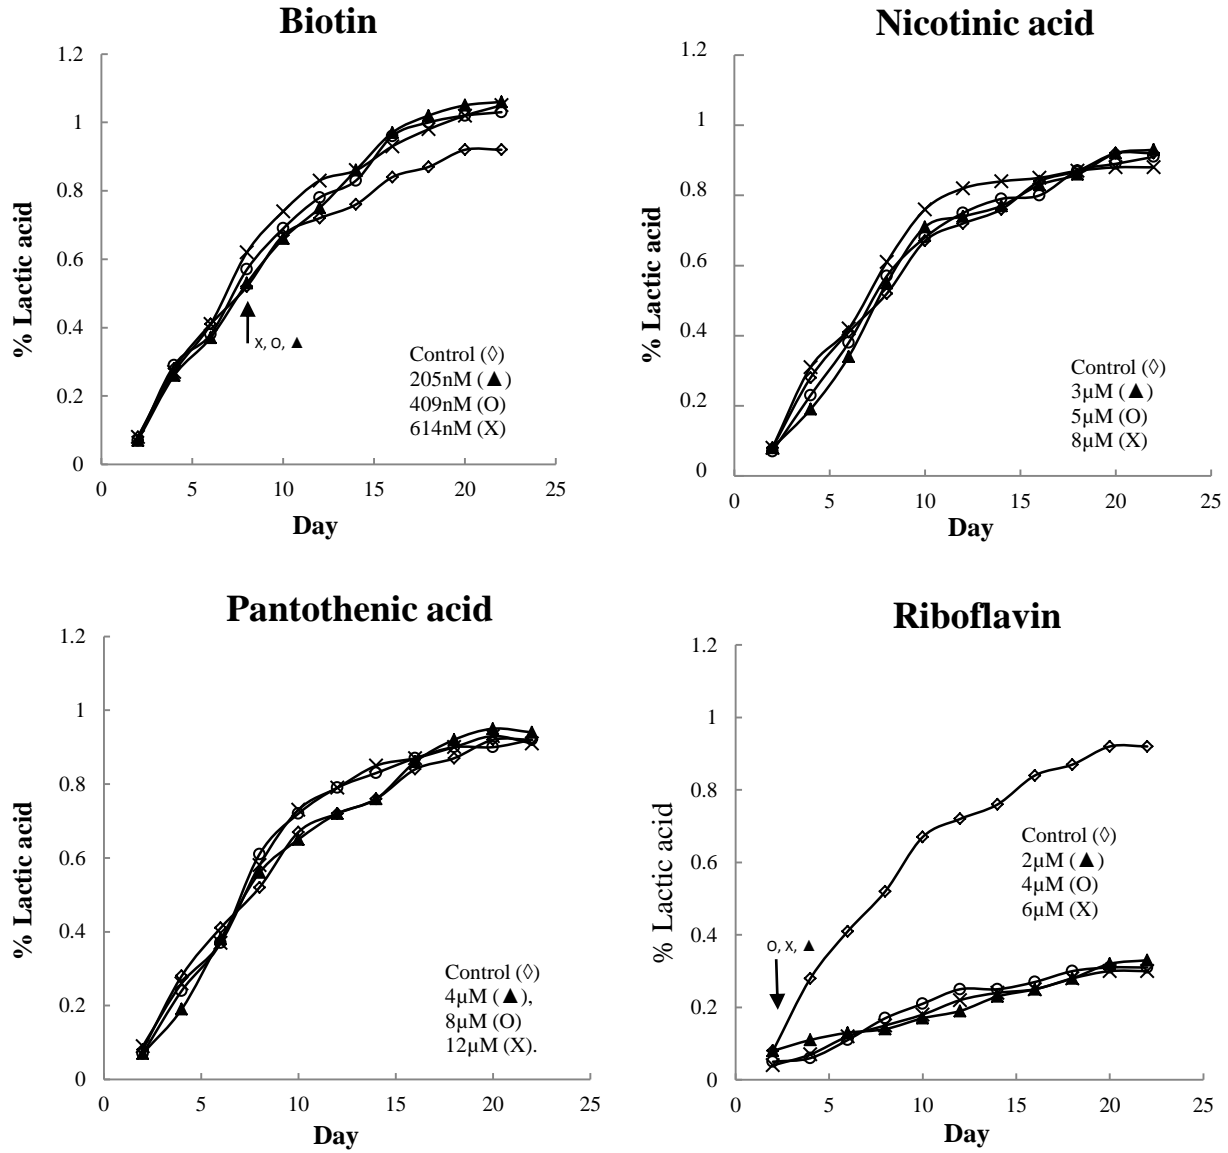 Biotin
1.2
1
0.8
0.6
0.4
0.2
0
% Lactic acid
x, o, ▲
Control (◊)
205nM (▲)
409nM (O)
614nM (X)
0 5 10 15 20 25
Day
Nicotinic acid
1.2
1
0.8
0.6
0.4
0.2
0
% Lactic acid
Control (◊)
3µM (▲)
5µM (O)
8µM (X)
0 5 10 15 20 25
Day
Pantothenic acid
1.2
1
0.8
0.6
0.4
0.2
0
% Lactic acid
Control (◊)
4µM (▲),
8µM (O)
12µM (X).
0 5 10 15 20 25
Day
Riboflavin
1.2
1
0.8
0.6
0.4
0.2
0
% Lactic acid
o, x, ▲
Control (◊)
2µM (▲)
4µM (O)
6µM (X)
0 5 10 15 20 25
Day